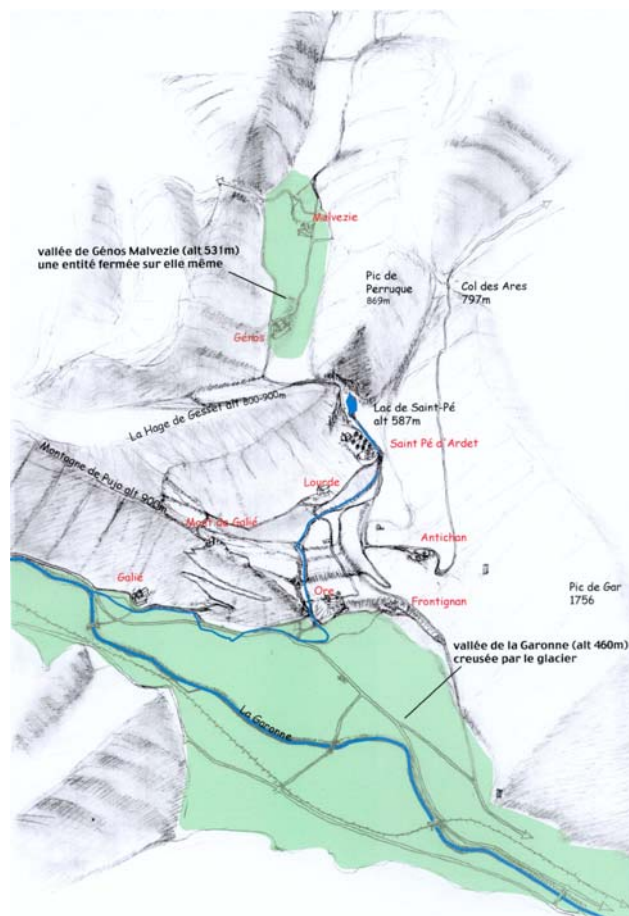 Malvezie
vallée de Génos Malvezie (alt 531m)
une entité fermée sur elle même
Pic de
Perruque
869m
Col des Ares
797m
Génos
La Hage de Gesset alt 800-900m
Lac de Saint-Pé
alt 587m
Saint Pé d'Ardet
Montagne de Pujo alt 900m
Lourde
Mont de Galié
Antichan
Galié
Ore
Pic de Gar
1756
Frontignan
vallée de la Garonne (alt 460m)
creusée par le glacier
La Garonne